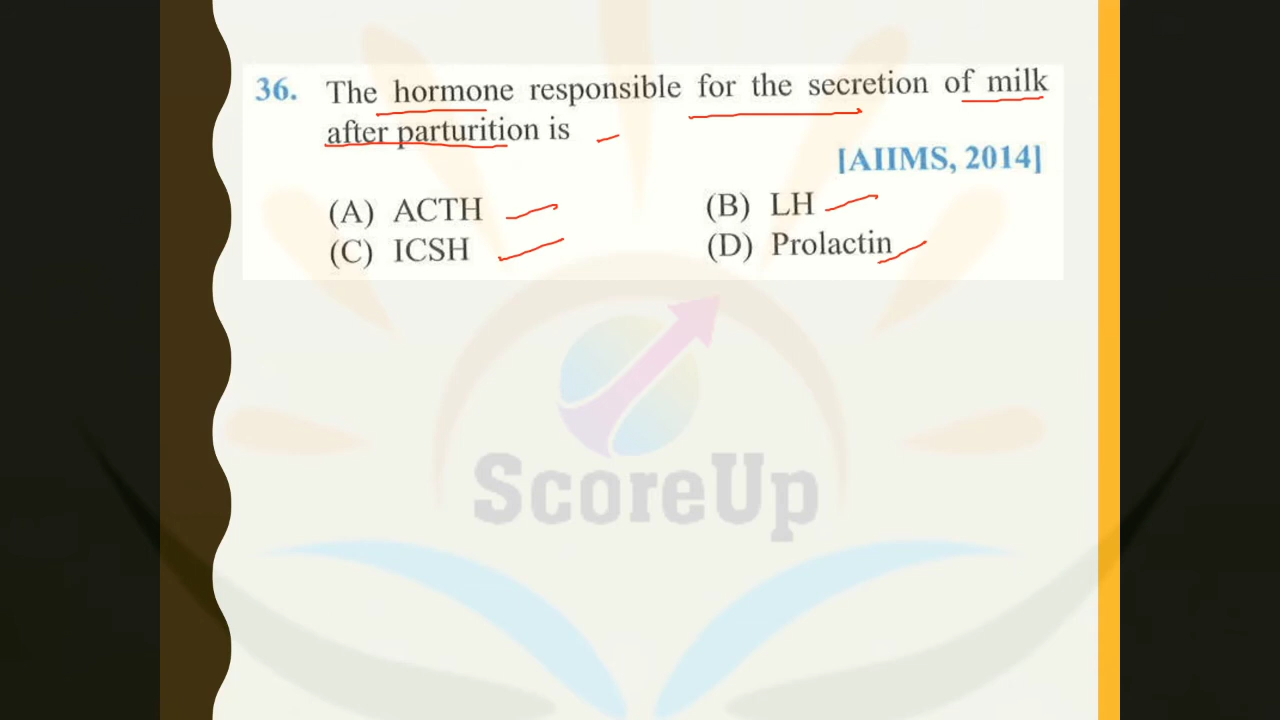 36. The hormone responsible for the secretion of milk
after parturition is
[AIIMS, 2014]
(A) ACTH (B) LH
(C) ICSH (D) Prolactin
ScoreUp